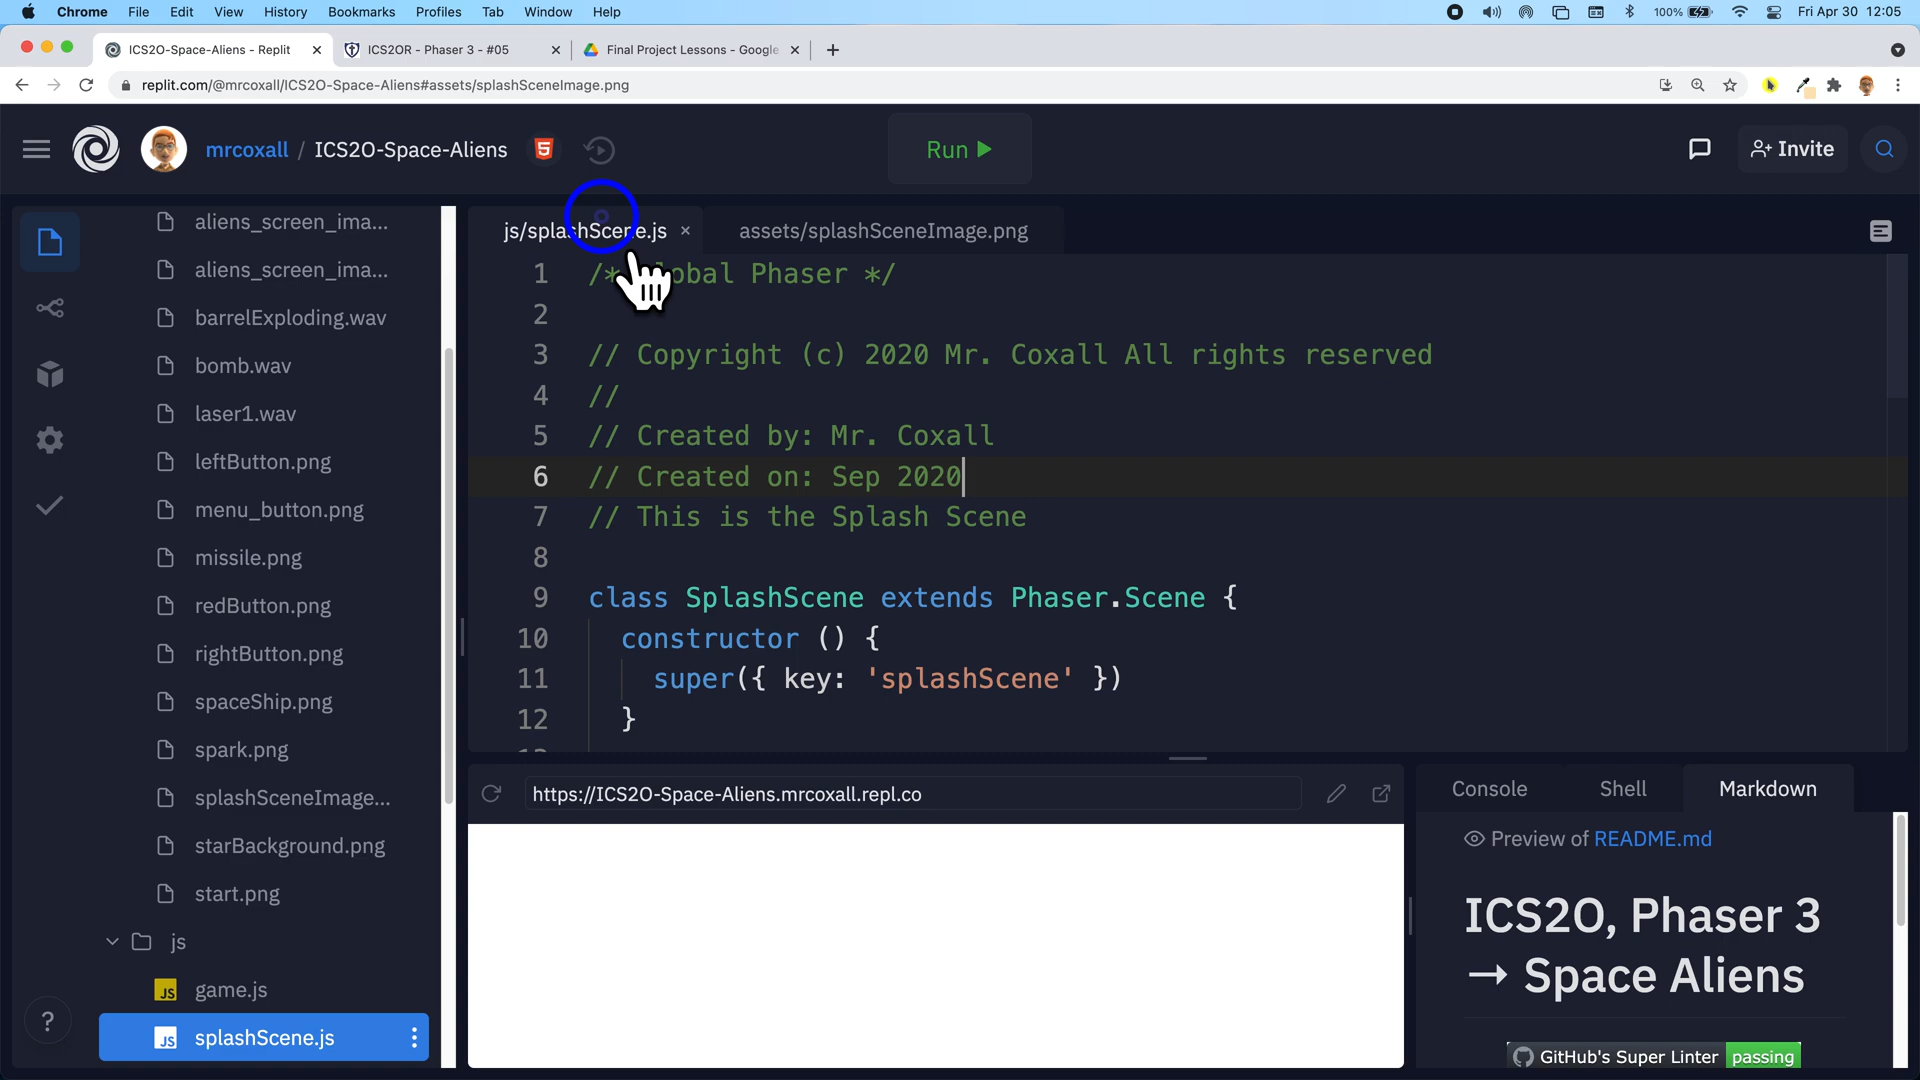 Chrome File Edit View History Bookmarks Profiles Tab Window Help 100% Fri Apr 30 12:05
ICS2O-Space-Aliens - Replit ICS2OR - Phaser 3 - #05 Final Project Lessons - Google
replit.com/@mrcoxall/ICS2O-Space-Aliens#assets/splashSceneImage.png
mrcoxall / ICS2O-Space-Aliens Run Invite
js/splashScene.js assets/splashSceneImage.png
aliens_screen_ima...
aliens_screen_ima...
barrelExploding.wav
bomb.wav
laser1.wav
leftButton.png
menu_button.png
missile.png
redButton.png
rightButton.png
spaceShip.png
spark.png
splashSceneImage...
starBackground.png
start.png
js
JS game.js
JS splashScene.js
?
1 /* global Phaser */
2
3 // Copyright (c) 2020 Mr. Coxall All rights reserved
4 //
5 // Created by: Mr. Coxall
6 // Created on: Sep 2020
7 // This is the Splash Scene
8
9 class SplashScene extends Phaser.Scene {
10 constructor () {
11 super({ key: 'splashScene' })
12 }
https://ICS2O-Space-Aliens.mrcoxall.repl.co
Console Shell Markdown
Preview of README.md
ICS2O, Phaser 3
→ Space Aliens
GitHub's Super Linter passing